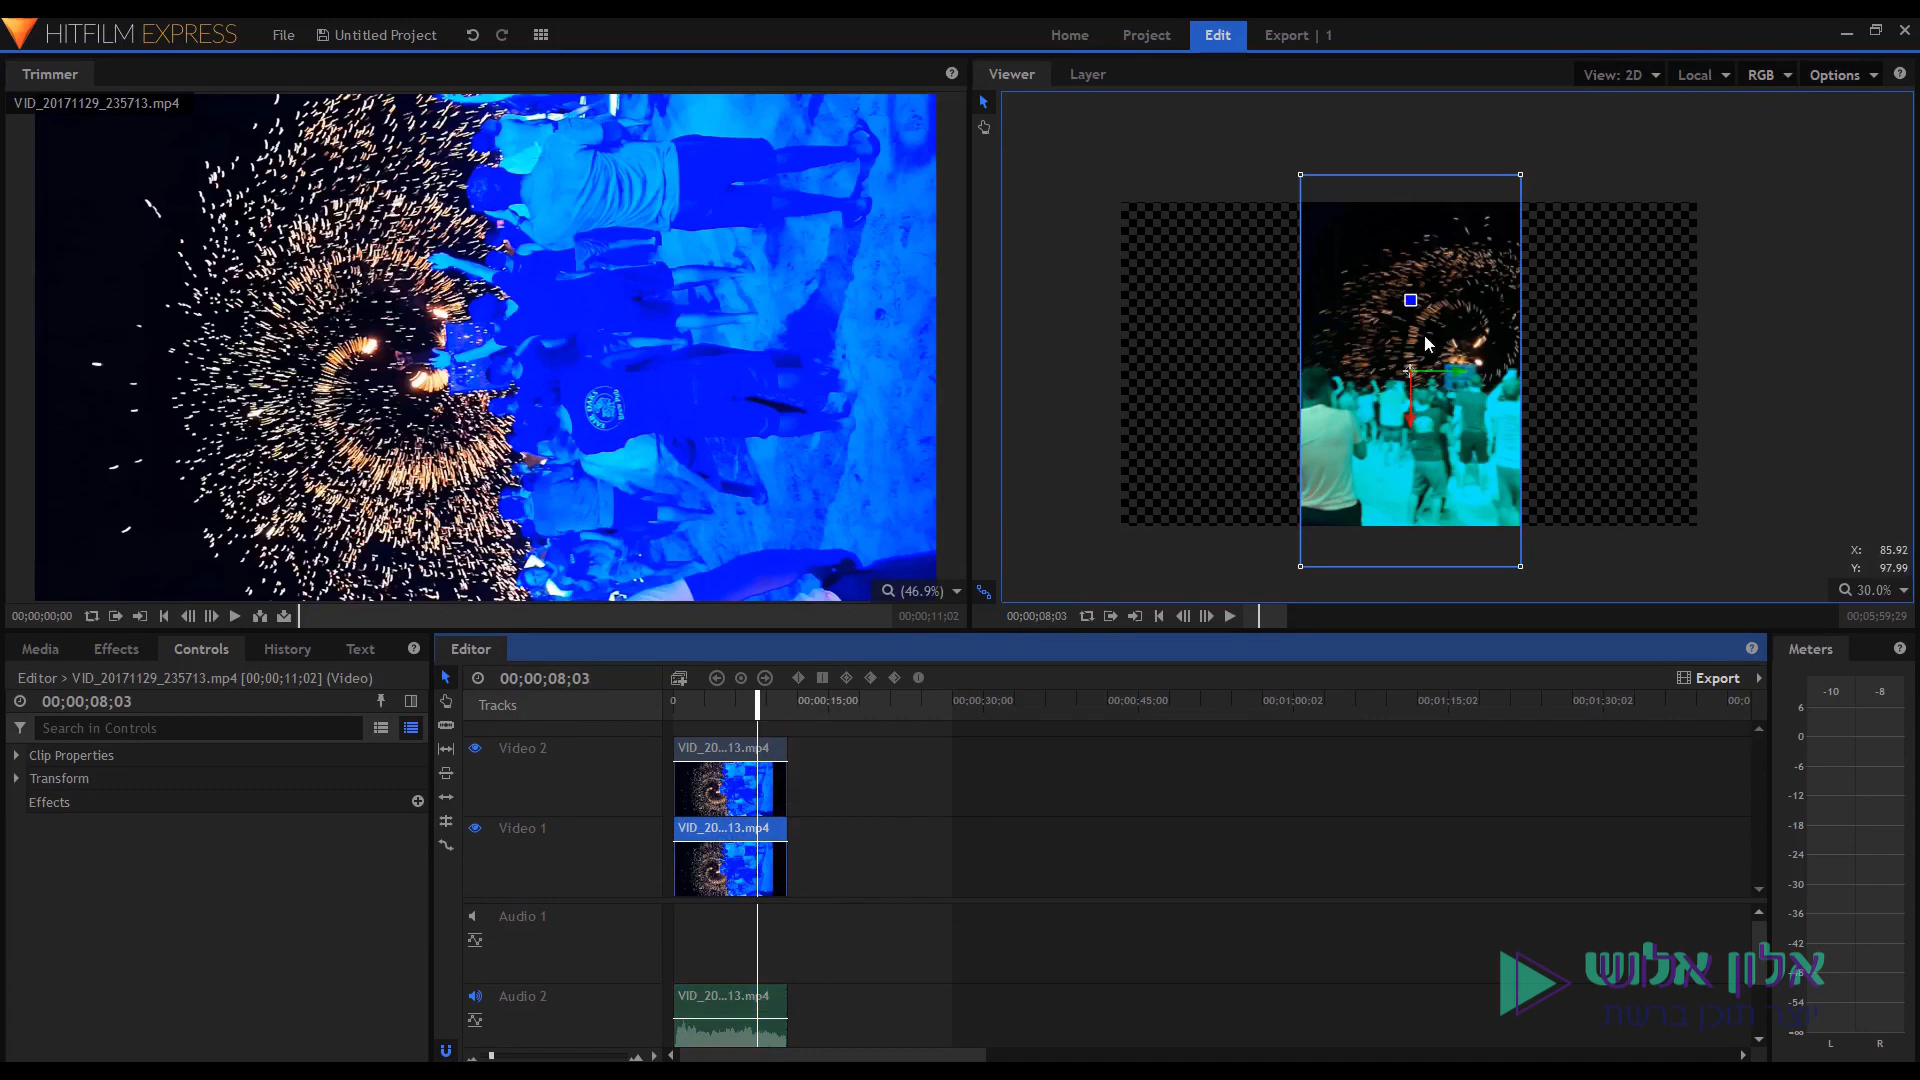 HITFILM EXPRESS
File
Untitled Project
Home
Project
Edit
Export | 1
Trimmer
VID_20171129_235713.mp4
(46.9%)
00;00;00;00
00;00;11;02
Viewer
Layer
View: 2D
Local
RGB
Options
X: 85.92
Y: 97.99
30.0%
00;00;08;03
00;05;59;29
Media
Effects
Controls
History
Text
Editor > VID_20171129_235713.mp4 [00;00;11;02] (Video)
00;00;08;03
Search in Controls
Clip Properties
Transform
Effects
Editor
00;00;08;03
Export
Tracks
0
00;00;15;00
00;00;30;00
00;00;45;00
00;01;00;02
00;01;15;02
00;01;30;02
00;0
Video 2
VID_20...13.mp4
Video 1
VID_20...13.mp4
Audio 1
Audio 2
VID_20...13.mp4
Meters
-10 -8
6
0
-6
-12
-18
-24
-30
-36
-42
-48
-54
-∞
L R
אלון אלוש
יוצר תוכן ברשת